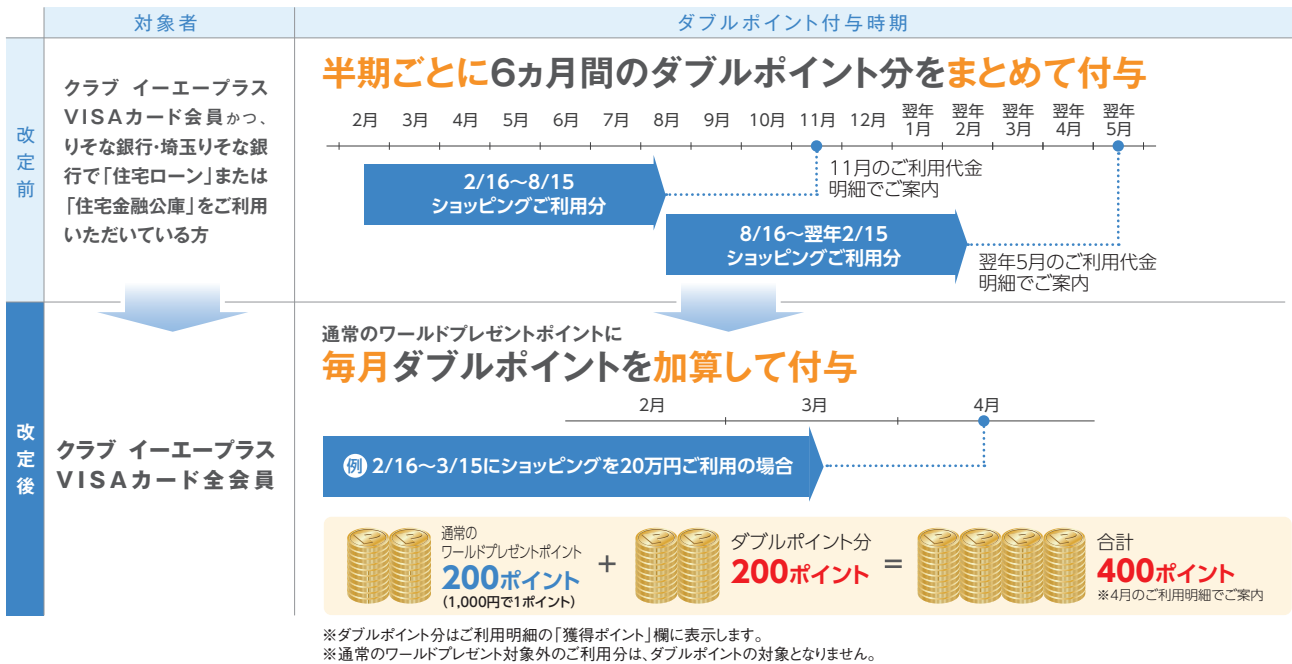 対象者
ダブルポイント付与時期
改定前
クラブ イーエープラス
VISAカード会員かつ、
りそな銀行・埼玉りそな銀
行で「住宅ローン」または
「住宅金融公庫」をご利用
いただいている方
半期ごとに6ヵ月間のダブルポイント分をまとめて付与
2月 3月 4月 5月 6月 7月 8月 9月 10月 11月 12月 翌年1月 翌年2月 翌年3月 翌年4月 翌年5月
2/16～8/15
ショッピングご利用分
11月のご利用代金
明細でご案内
8/16～翌年2/15
ショッピングご利用分
翌年5月のご利用代金
明細でご案内
改定後
クラブ イーエープラス
VISAカード全会員
通常のワールドプレゼントポイントに
毎月ダブルポイントを加算して付与
2月 3月 4月
例 2/16～3/15にショッピングを20万円ご利用の場合
通常の
ワールドプレゼントポイント
200ポイント
(1,000円で1ポイント)
+
ダブルポイント分
200ポイント
=
合計
400ポイント
※4月のご利用明細でご案内
※ダブルポイント分はご利用明細の「獲得ポイント」欄に表示します。
※通常のワールドプレゼント対象外のご利用分は、ダブルポイントの対象となりません。